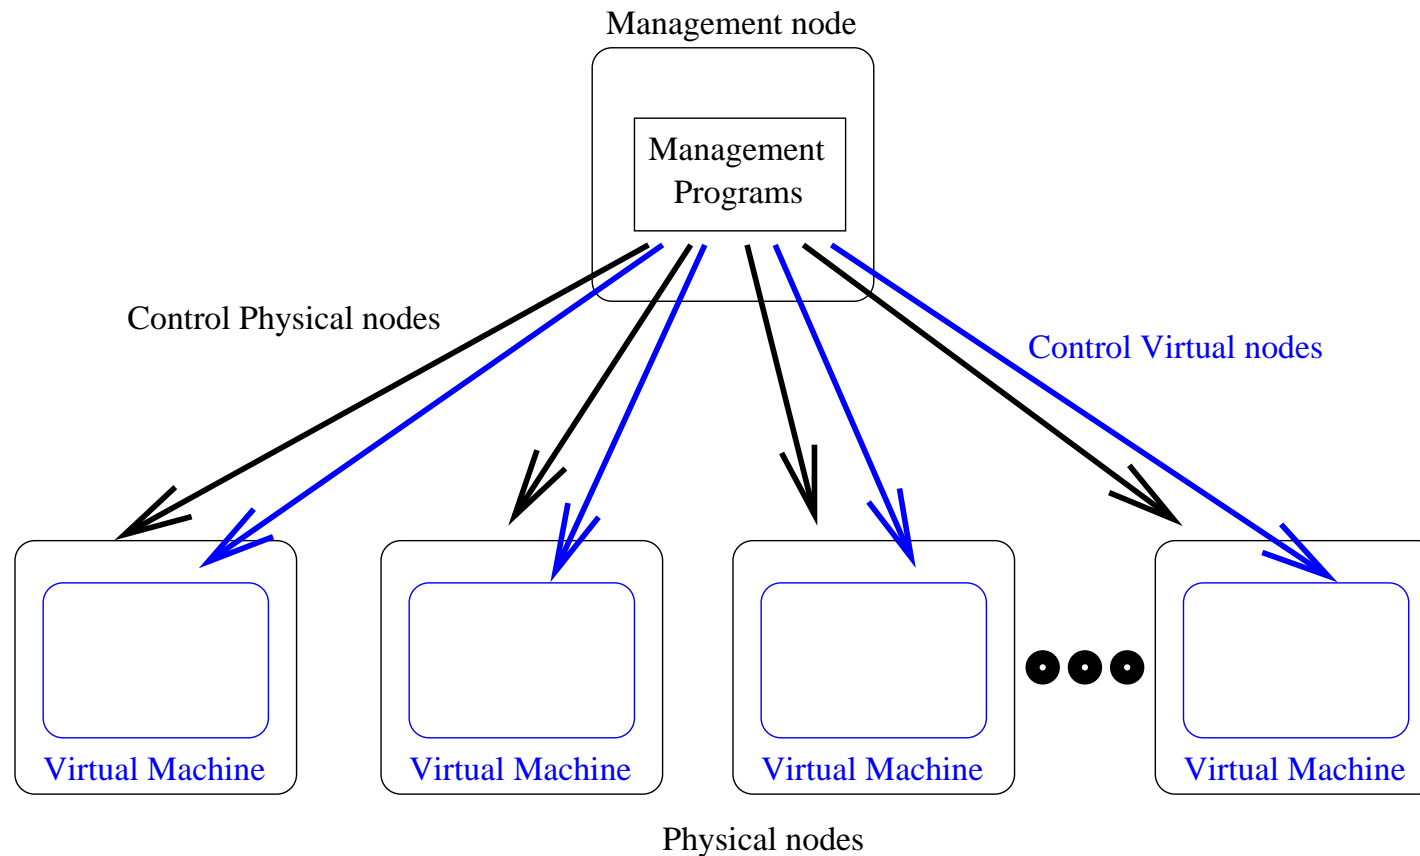 Management node
Management
Programs
Control Physical nodes
Control Virtual nodes
Virtual Machine
Virtual Machine
Virtual Machine
Virtual Machine
Physical nodes